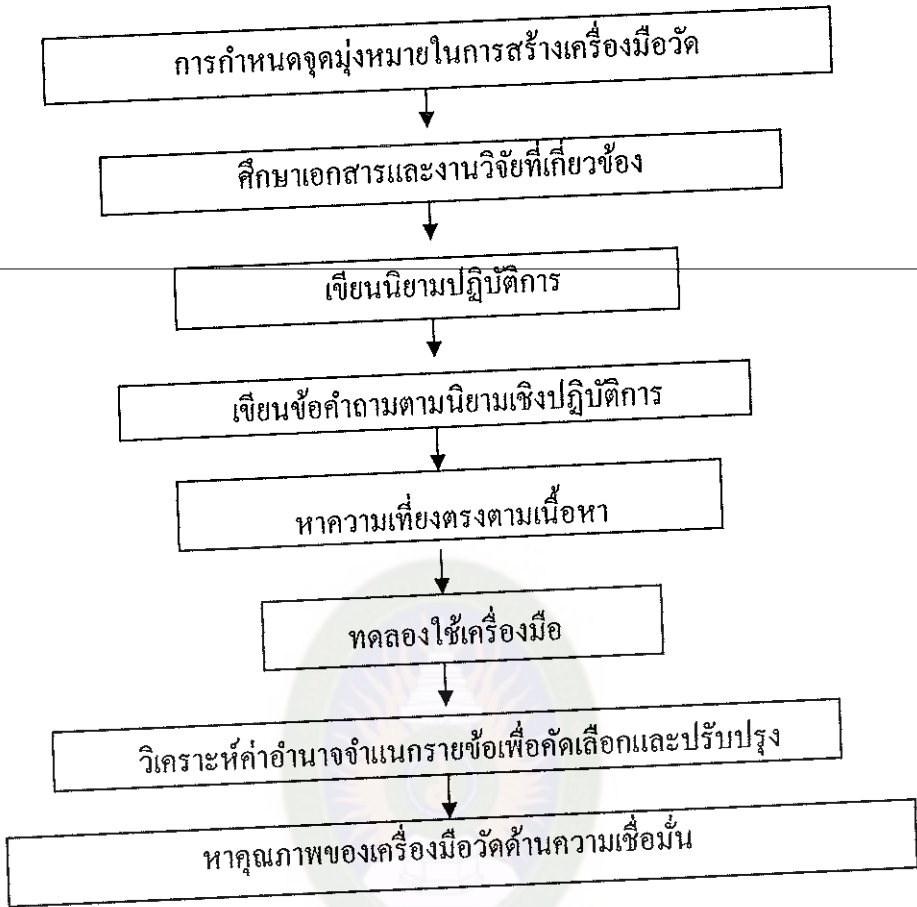 การกำหนดจุดมุ่งหมายในการสร้างเครื่องมือวัด
ศึกษาเอกสารและงานวิจัยที่เกี่ยวข้อง
เขียนนิยามปฏิบัติการ
เขียนข้อคำถามตามนิยามเชิงปฏิบัติการ
หาความเที่ยงตรงตามเนื้อหา
ทดลองใช้เครื่องมือ
วิเคราะห์ค่าอำนาจจำแนกรายข้อเพื่อคัดเลือกและปรับปรุง
หาคุณภาพของเครื่องมือวัดด้านความเชื่อมั่น